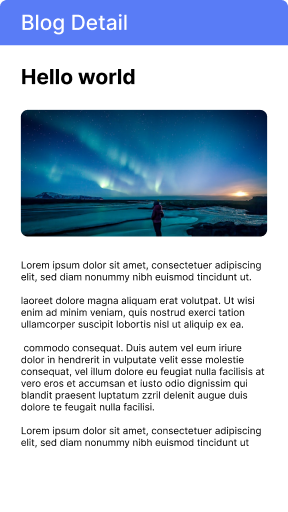 Blog Detail
Hello world
Lorem ipsum dolor sit amet, consectetuer adipiscing
elit, sed diam nonummy nibh euismod tincidunt ut.
laoreet dolore magna aliquam erat volutpat. Ut wisi
enim ad minim veniam, quis nostrud exerci tation
ullamcorper suscipit lobortis nisl ut aliquip ex ea.
commodo consequat. Duis autem vel eum iriure
dolor in hendrerit in vulputate velit esse molestie
consequat, vel illum dolore eu feugiat nulla facilisis at
vero eros et accumsan et iusto odio dignissim qui
blandit praesent luptatum zzril delenit augue duis
dolore te feugait nulla facilisi.
Lorem ipsum dolor sit amet, consectetuer adipiscing
elit, sed diam nonummy nibh euismod tincidunt ut